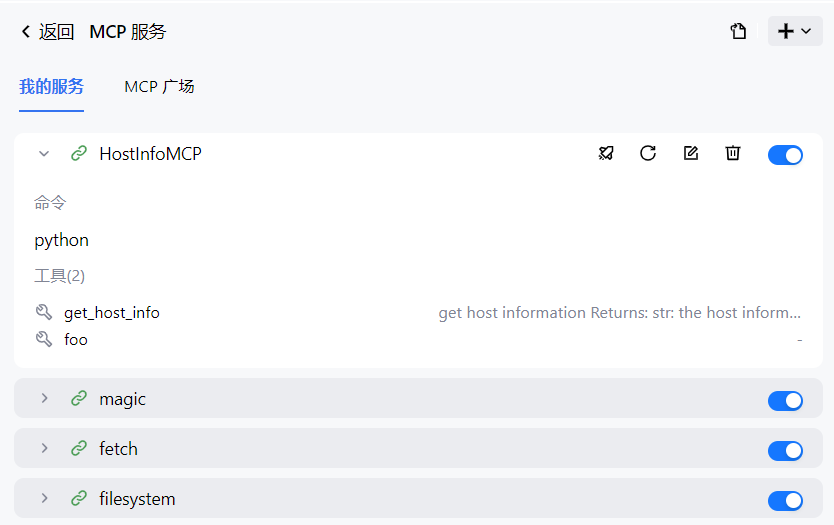 返回 MCP 服务
我的服务 MCP 广场
HostInfoMCP
命令
python
工具(2)
get_host_info get host information Returns: str: the host inform...
foo -
magic
fetch
filesystem